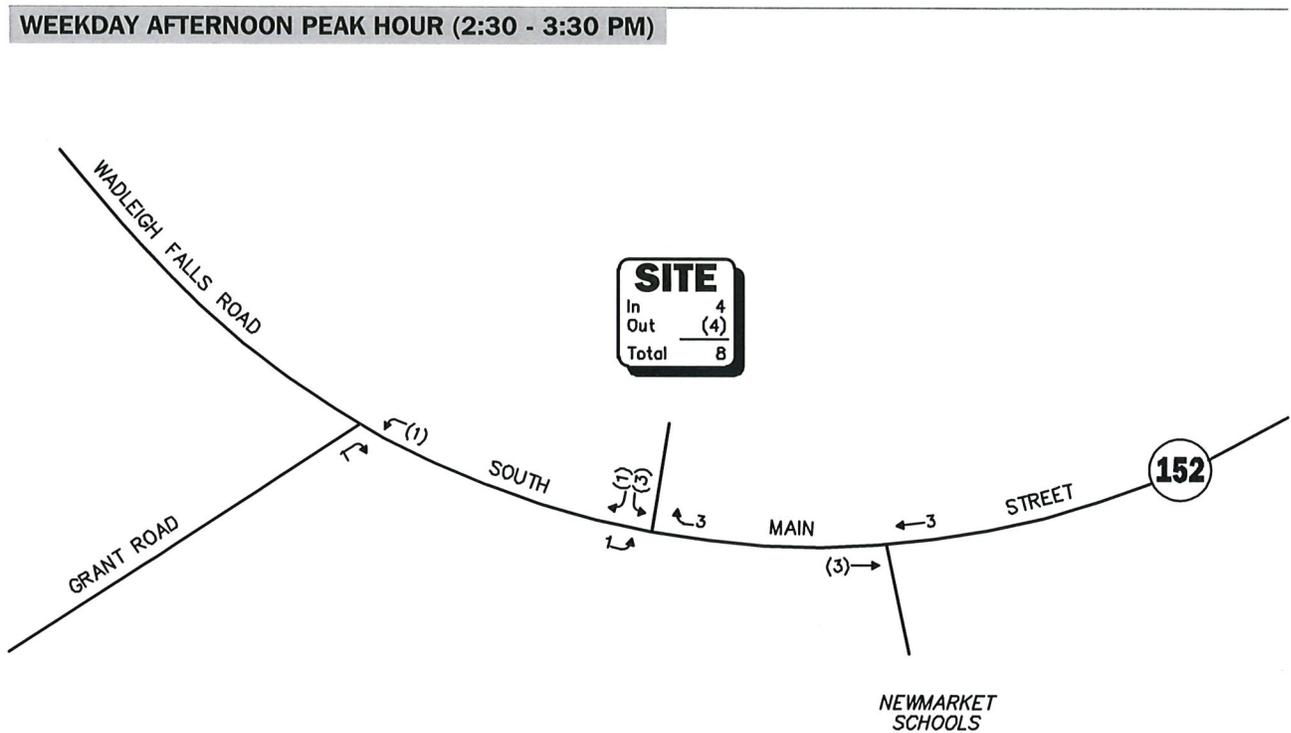 WEEKDAY AFTERNOON PEAK HOUR (2:30 - 3:30 PM)
WADLEIGH FALLS ROAD
SITE
In 4
Out (4)
Total 8
(1)
1
GRANT ROAD
SOUTH
(1)
(3)
3
1
MAIN
3
(3)
STREET
152
NEWMARKET
SCHOOLS